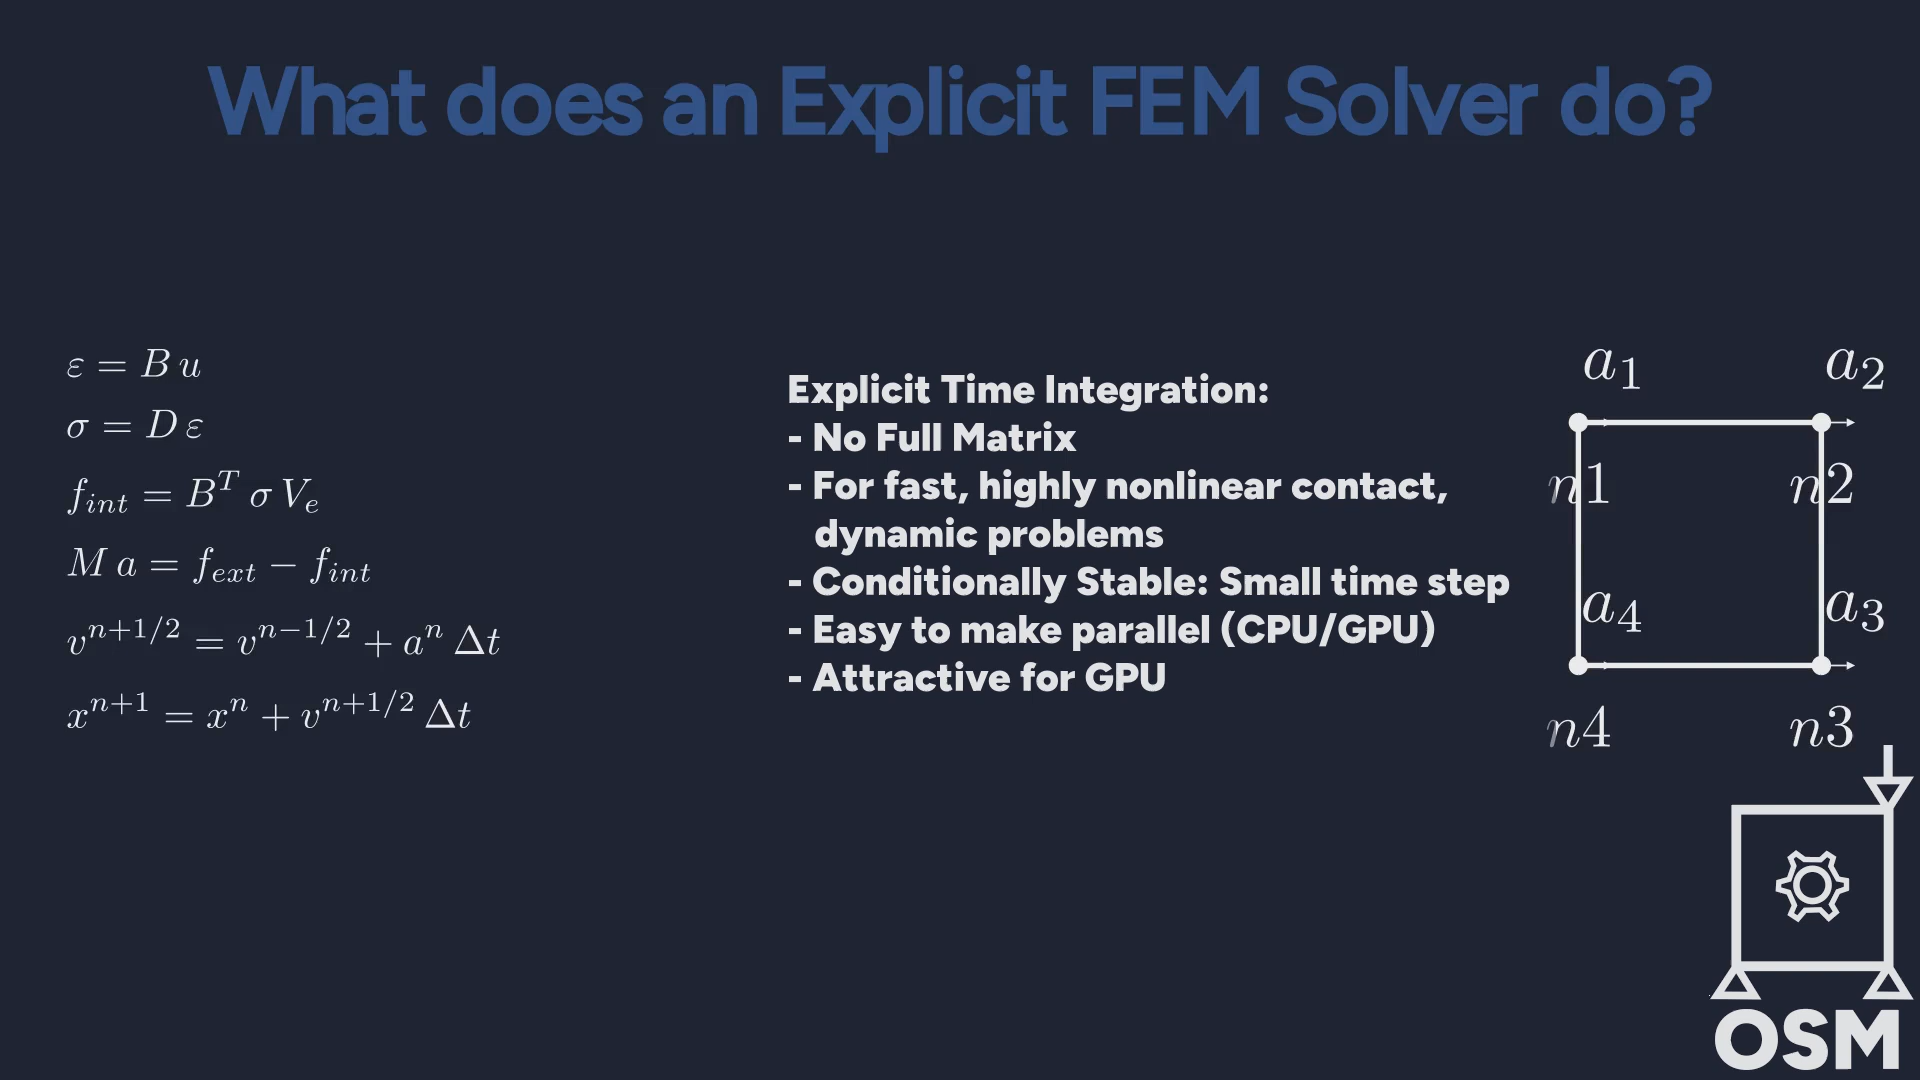 What does an Explicit FEM Solver do?
ε = B u
σ = D ε
f_int = B^T σ V_e
M a = f_ext − f_int
v^{n+1/2} = v^{n−1/2} + a^n Δt
x^{n+1} = x^n + v^{n+1/2} Δt
Explicit Time Integration:
- No Full Matrix
- For fast, highly nonlinear contact,
dynamic problems
- Conditionally Stable: Small time step
- Easy to make parallel (CPU/GPU)
- Attractive for GPU
a_1 a_2
n1 n2
a_4 a_3
n4 n3
OSM